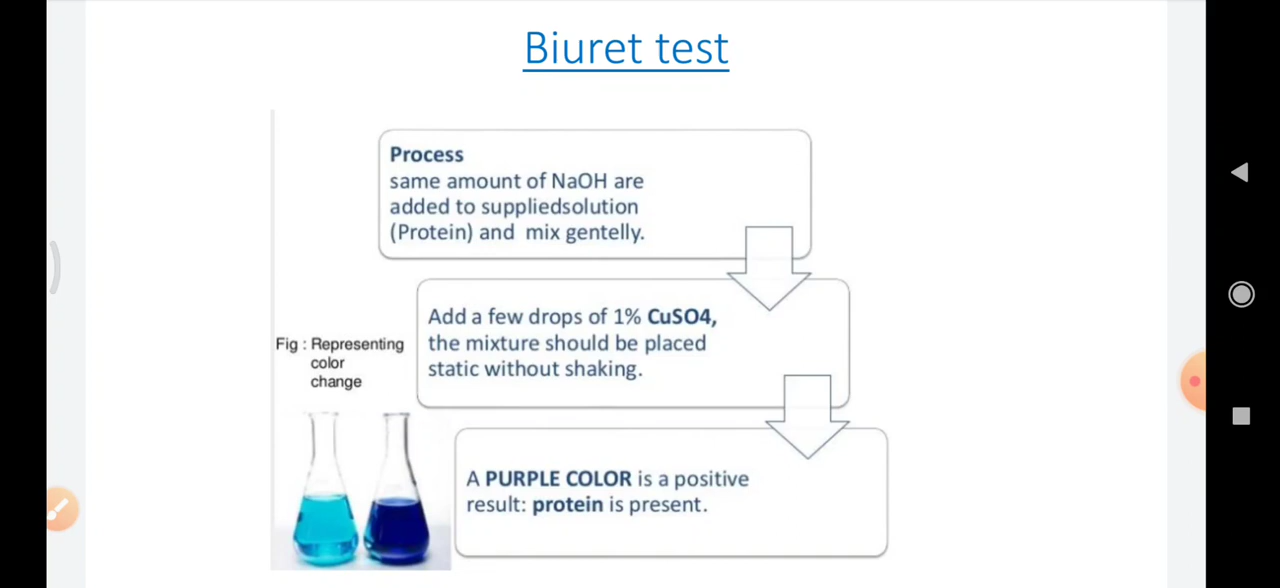 Biuret test
Process
same amount of NaOH are
added to suppliedsolution
(Protein) and mix gentelly.
Add a few drops of 1% CuSO4,
the mixture should be placed
static without shaking.
Fig : Representing
color
change
A PURPLE COLOR is a positive
result: protein is present.